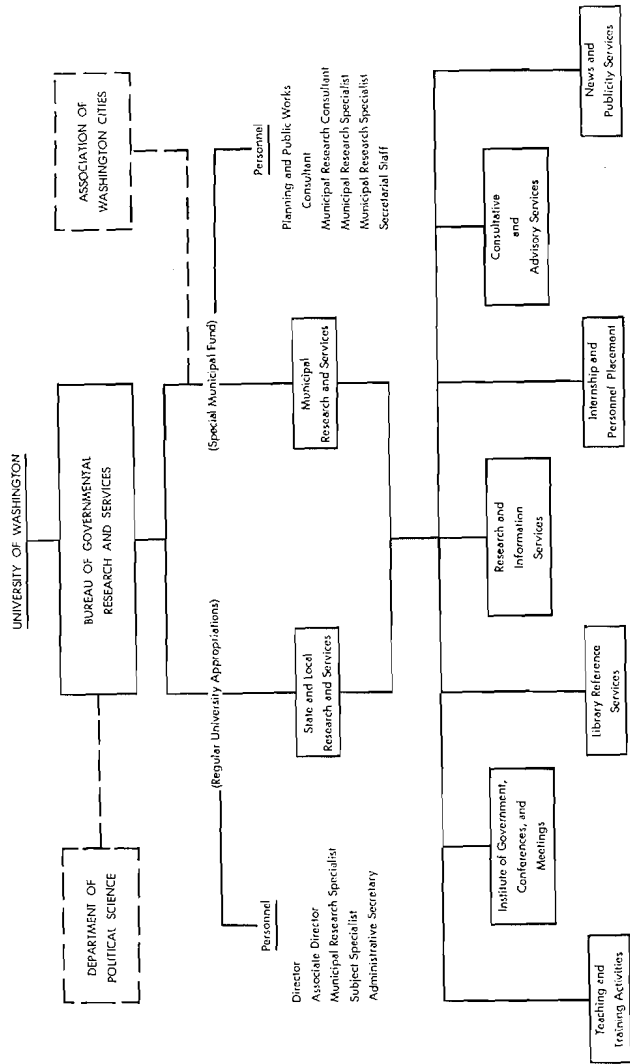 UNIVERSITY OF WASHINGTON
BUREAU OF GOVERNMENTAL
RESEARCH AND SERVICES
DEPARTMENT OF
POLITICAL SCIENCE
ASSOCIATION OF
WASHINGTON CITIES
(Regular University Appropriations)
(Special Municipal Fund)
Personnel
Director
Associate Director
Municipal Research Specialist
Subject Specialist
Administrative Secretary
Personnel
Planning and Public Works
Consultant
Municipal Research Consultant
Municipal Research Specialist
Municipal Research Specialist
Secretarial Staff
State and Local
Research and Services
Municipal
Research and Services
Teaching and
Training Activities
Institute of Government,
Conferences, and
Meetings
Library Reference
Services
Research and
Information
Services
Internship and
Personnel Placement
Consultative
and
Advisory Services
News and
Publicity Services